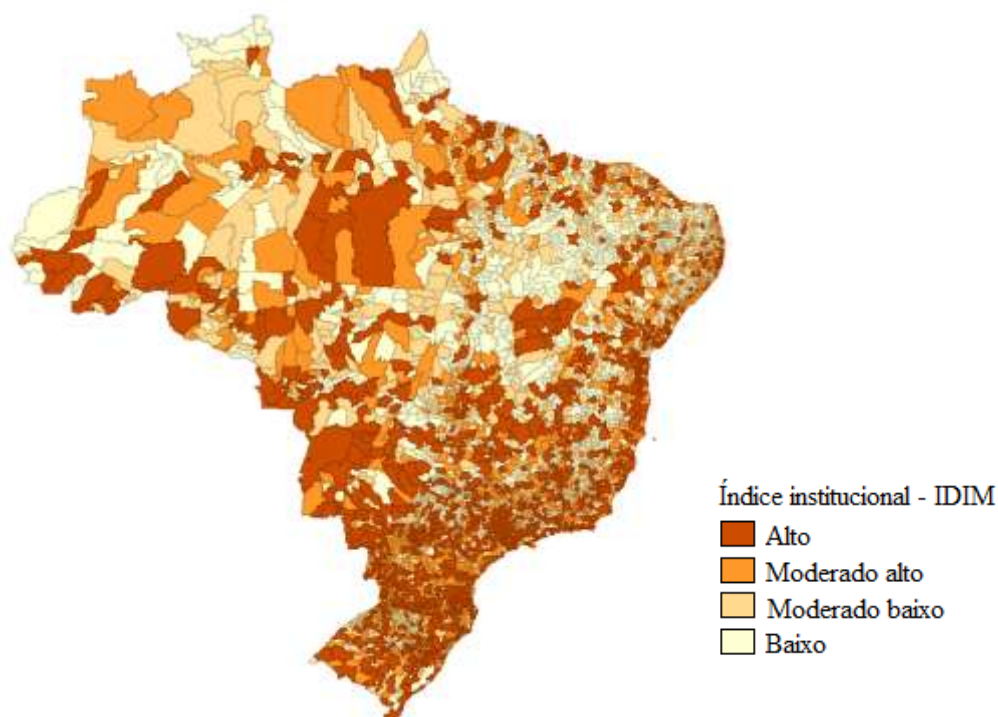 Índice institucional - IDIM
Alto
Moderado alto
Moderado baixo
Baixo